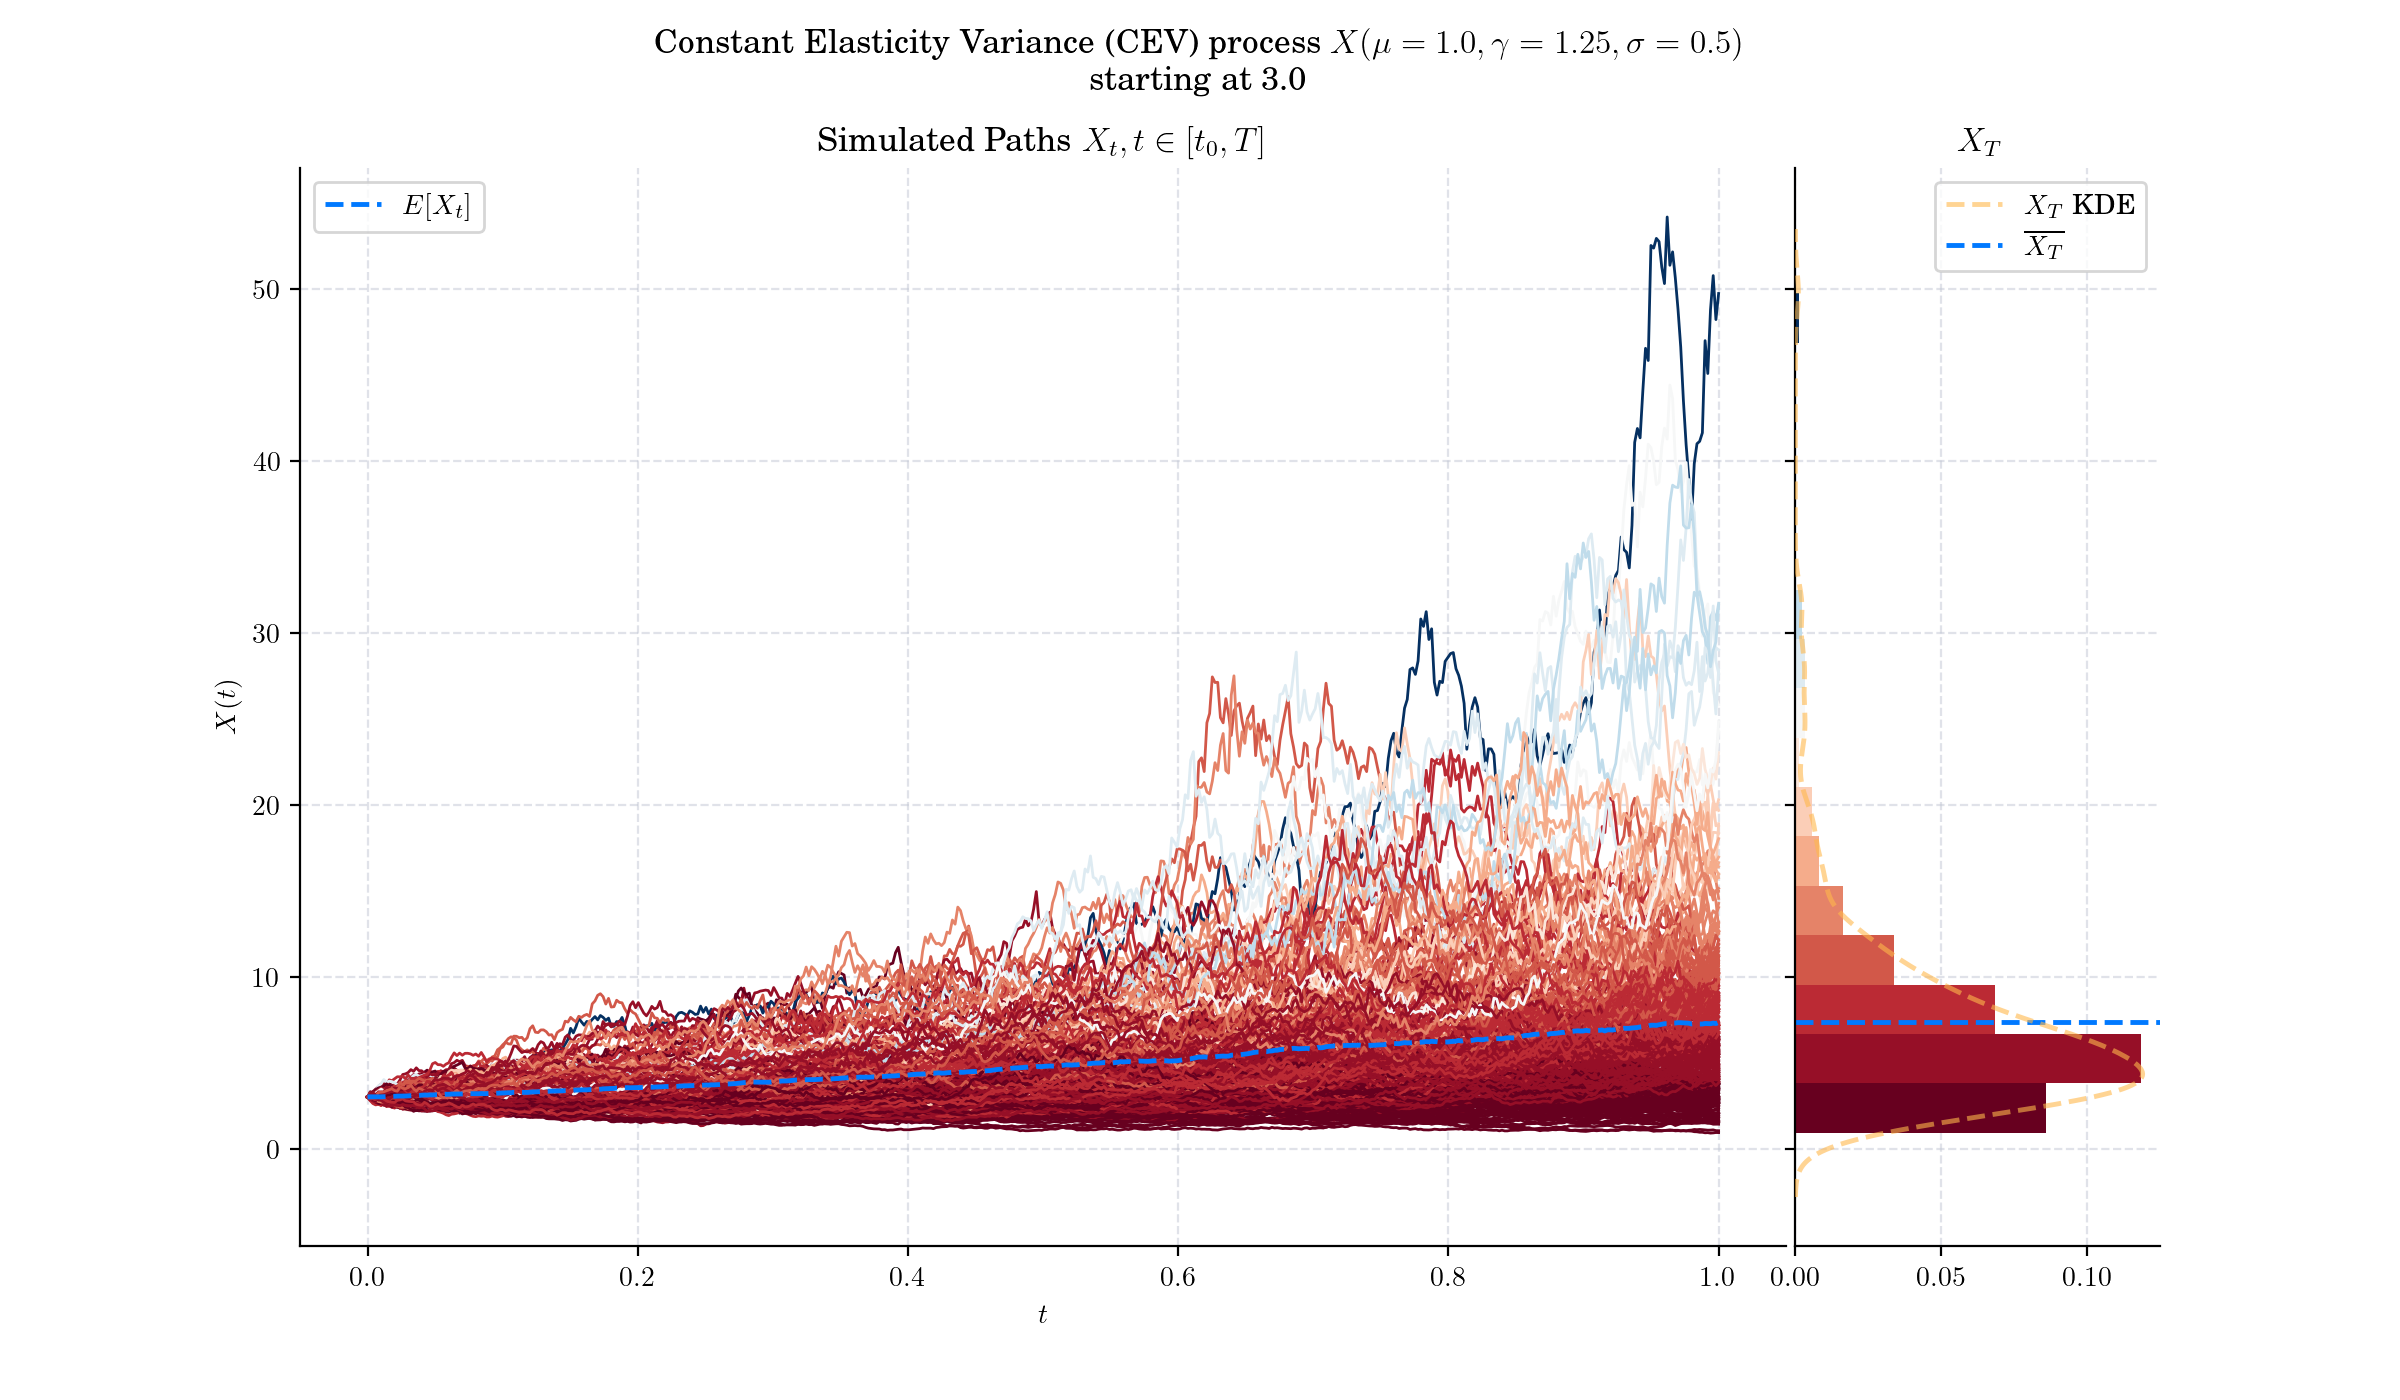 Constant Elasticity Variance (CEV) process X(μ = 1.0, γ = 1.25, σ = 0.5)
starting at 3.0
Simulated Paths X_t, t ∈ [t_0, T]
X_T
E[X_t]
X_T KDE
\overline{X_T}
50
40
30
20
10
0
X(t)
0.0
0.2
0.4
0.6
0.8
1.0
0.00
0.05
0.10
t